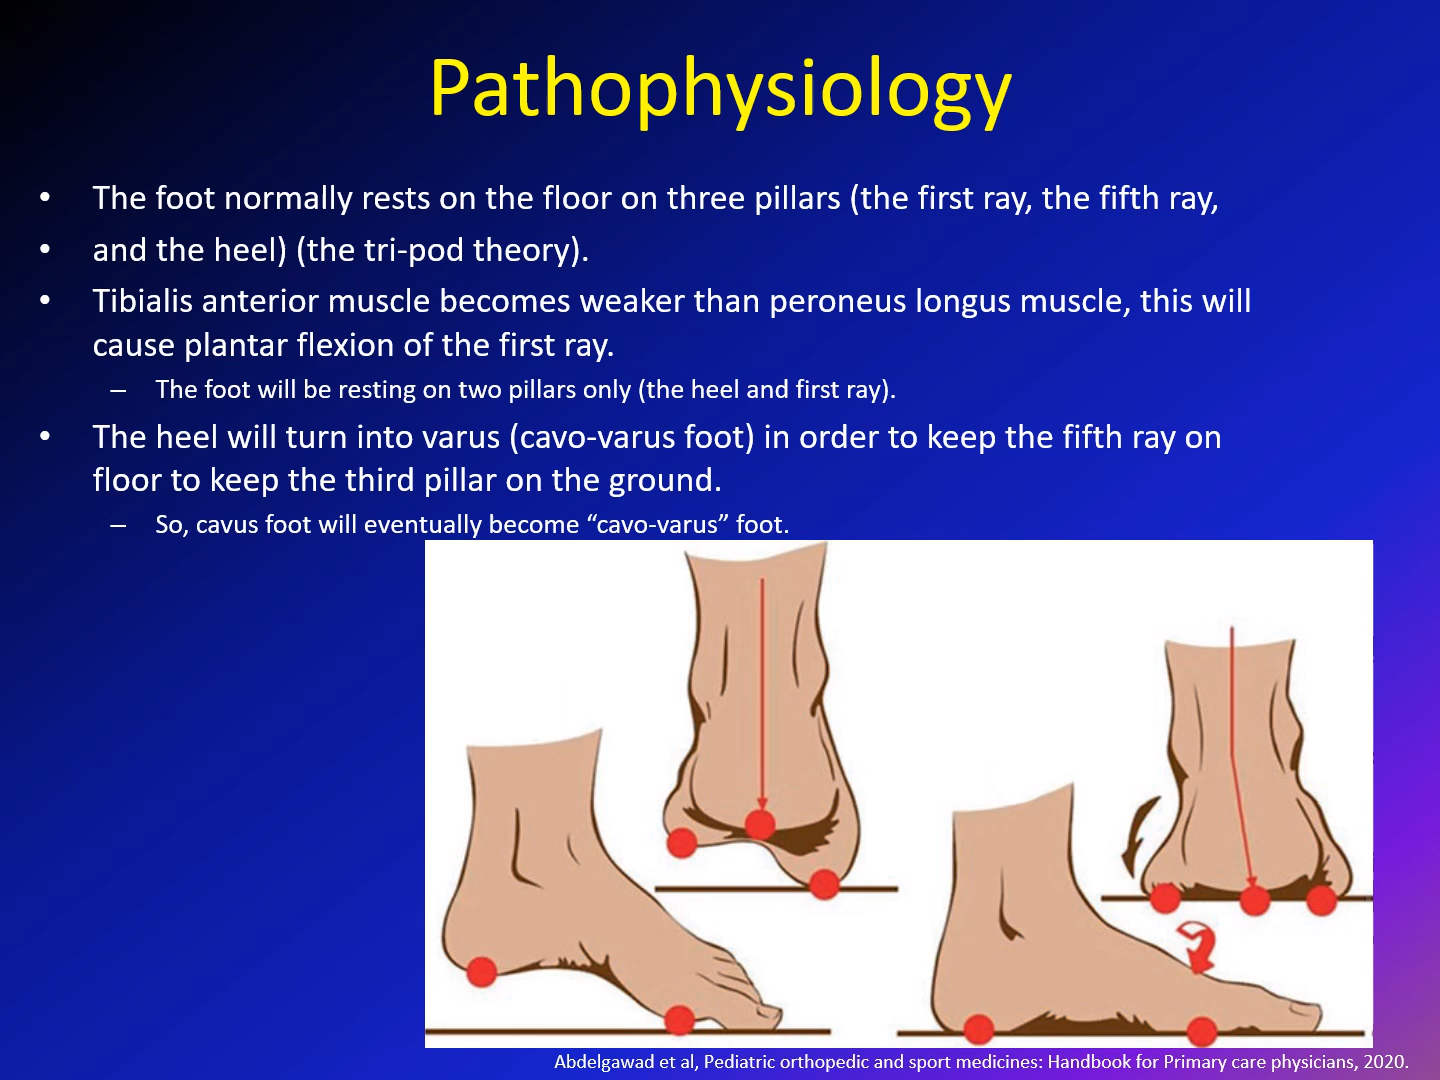 Pathophysiology
• The foot normally rests on the floor on three pillars (the first ray, the fifth ray,
• and the heel) (the tri-pod theory).
• Tibialis anterior muscle becomes weaker than peroneus longus muscle, this will
cause plantar flexion of the first ray.
– The foot will be resting on two pillars only (the heel and first ray).
• The heel will turn into varus (cavo-varus foot) in order to keep the fifth ray on
floor to keep the third pillar on the ground.
– So, cavus foot will eventually become “cavo-varus” foot.
Abdelgawad et al, Pediatric orthopedic and sport medicines: Handbook for Primary care physicians, 2020.